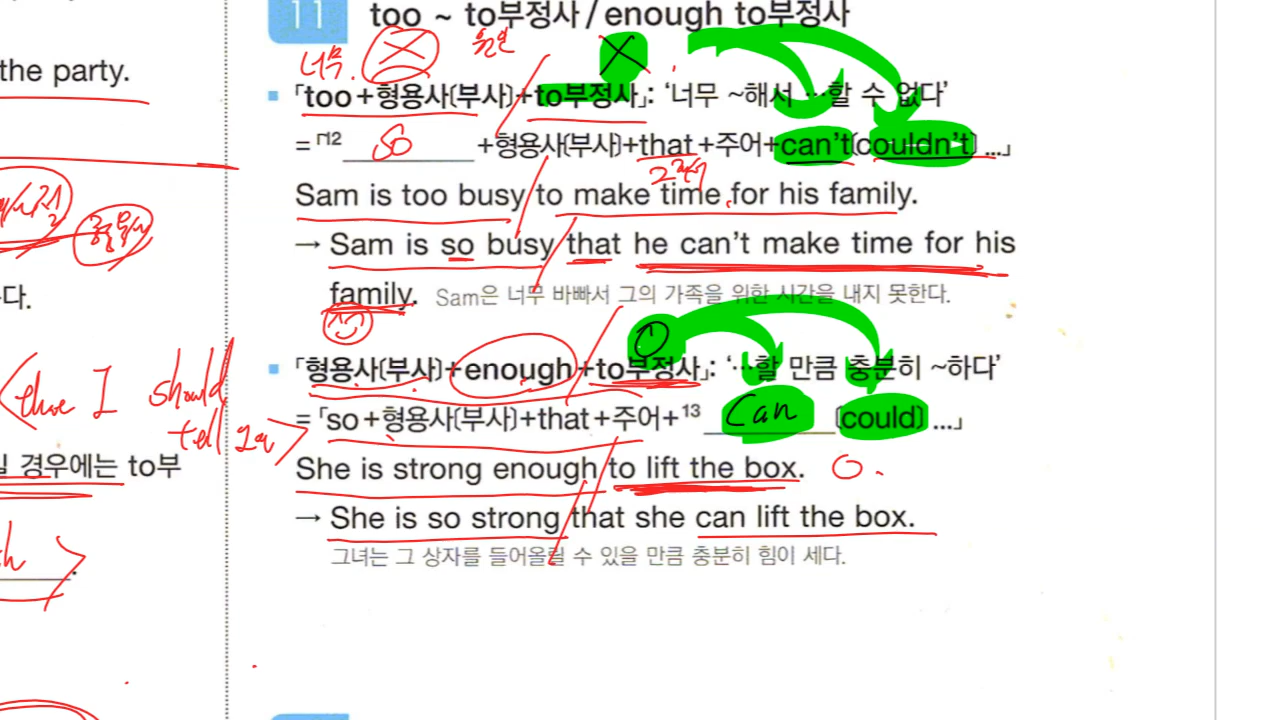 11 too ~ to부정사 / enough to부정사
너무. 원인
the party.
「too+형용사(부사)+to부정사」: ‘너무 ~해서 …할 수 없다’
= 「12 so +형용사(부사)+that+주어+can't(couldn't) …」
Sam is too busy to make time for his family.
→ Sam is so busy that he can't make time for his
family. Sam은 너무 바빠서 그의 가족을 위한 시간을 내지 못한다.
다.
「형용사(부사)+enough+to부정사」: ‘…할 만큼 충분히 ~하다’
I should
= 「so+형용사(부사)+that+주어+13 can (could) …」
tell you
경우에는 to부
She is strong enough to lift the box. O.
→ She is so strong that she can lift the box.
그녀는 그 상자를 들어올릴 수 있을 만큼 충분히 힘이 세다.